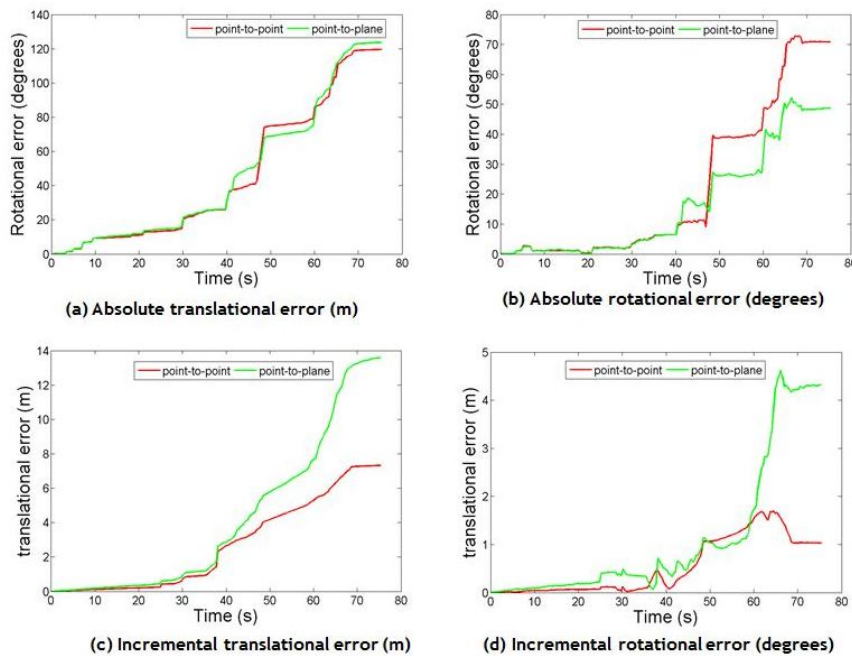 point-to-point point-to-plane
140
120
100
80
60
40
20
0
Rotational error (degrees)
0 10 20 30 40 50 60 70 80
Time (s)
(a) Absolute translational error (m)
point-to-point point-to-plane
80
70
60
50
40
30
20
10
0
Rotational error (degrees)
0 10 20 30 40 50 60 70 80
Time (s)
(b) Absolute rotational error (degrees)
point-to-point point-to-plane
14
12
10
8
6
4
2
0
translational error (m)
0 10 20 30 40 50 60 70 80
Time (s)
(c) Incremental translational error (m)
point-to-point point-to-plane
5
4
3
2
1
0
translational error (m)
0 10 20 30 40 50 60 70 80
Time (s)
(d) Incremental rotational error (degrees)